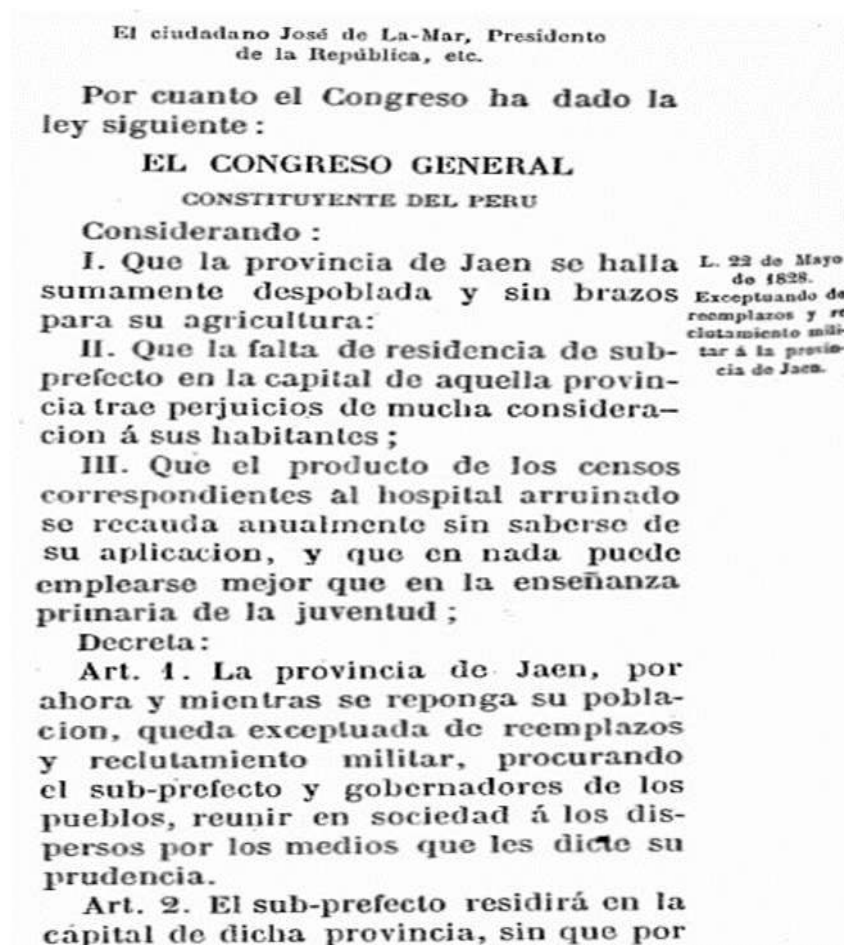 El ciudadano José de La-Mar, Presidente
de la República, etc.
Por cuanto el Congreso ha dado la
ley siguiente:
EL CONGRESO GENERAL
CONSTITUYENTE DEL PERU
Considerando:
I. Que la provincia de Jaen se halla
sumamente despoblada y sin brazos
para su agricultura:
II. Que la falta de residencia de sub-
prefecto en la capital de aquella provin-
cia trae perjuicios de mucha considera-
cion á sus habitantes;
III. Que el producto de los censos
correspondientes al hospital arruinado
se recauda anualmente sin saberse de
su aplicacion, y que en nada puede
emplearse mejor que en la enseñanza
primaria de la juventud;
Decreta:
Art. 1. La provincia de Jaen, por
ahora y mientras se reponga su pobla-
cion, queda exceptuada de reemplazos
y reclutamiento militar, procurando
el sub-prefecto y gobernadores de los
pueblos, reunir en sociedad á los dis-
persos por los medios que les dicte su
prudencia.
Art. 2. El sub-prefecto residirá en la
cápital de dicha provincia, sin que por
L. 22 de Mayo
de 1828.
Exceptuando de
reemplazos y re
clutamiento mili-
tar á la provin-
cia de Jaen.